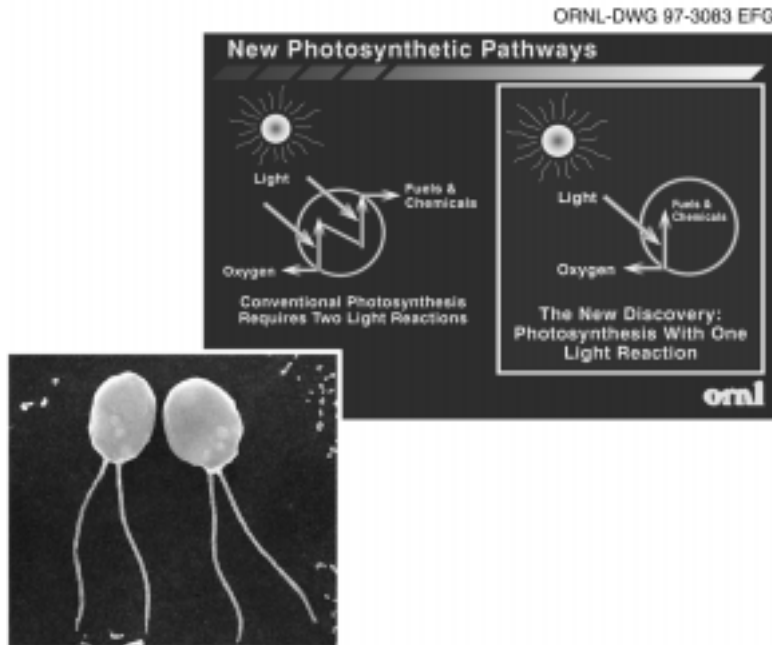 ORNL-DWG 97-3083 EFG
New Photosynthetic Pathways
Light
Fuels &
Chemicals
Oxygen
Conventional Photosynthesis
Requires Two Light Reactions
Light
Fuels &
Chemicals
Oxygen
The New Discovery:
Photosynthesis With One
Light Reaction
ornl